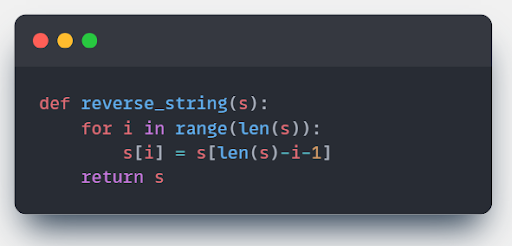 def reverse_string(s):
    for i in range(len(s)):
        s[i] = s[len(s)-i-1]
    return s